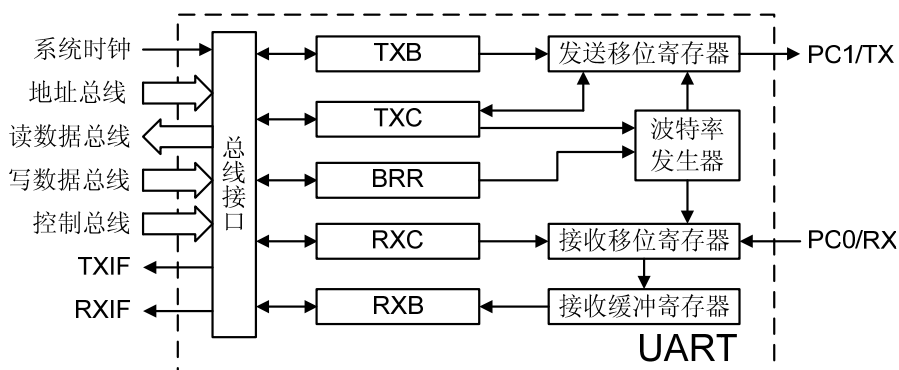 系统时钟
地址总线
读数据总线
写数据总线
控制总线
TXIF
RXIF
总线接口
TXB
TXC
BRR
RXC
RXB
发送移位寄存器
波特率
发生器
接收移位寄存器
接收缓冲寄存器
PC1/TX
PC0/RX
UART